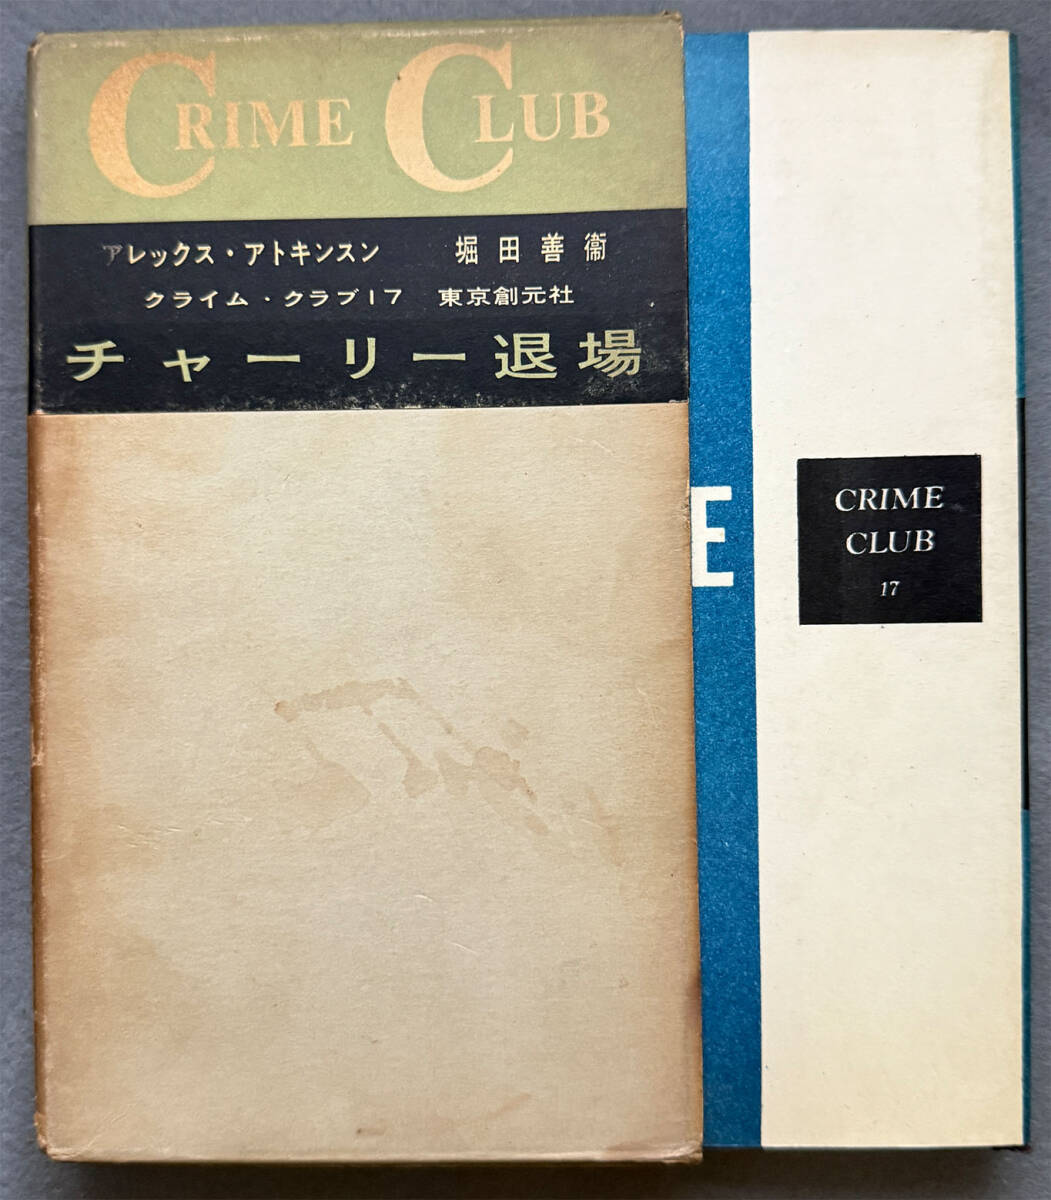 CRIME CLUB
アレックス・アトキンスン　堀田善衞
クライム・クラブ17　東京創元社
チャーリー退場
E
CRIME
CLUB
17